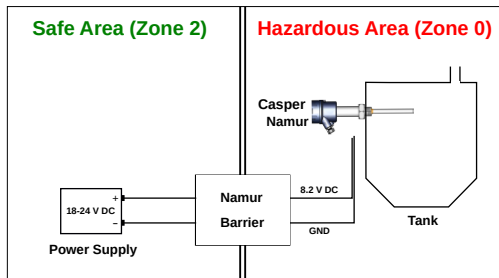 Safe Area (Zone 2)
Hazardous Area (Zone 0)
Casper
Namur
+
18-24 V DC
–
Power Supply
Namur
Barrier
8.2 V DC
GND
Tank